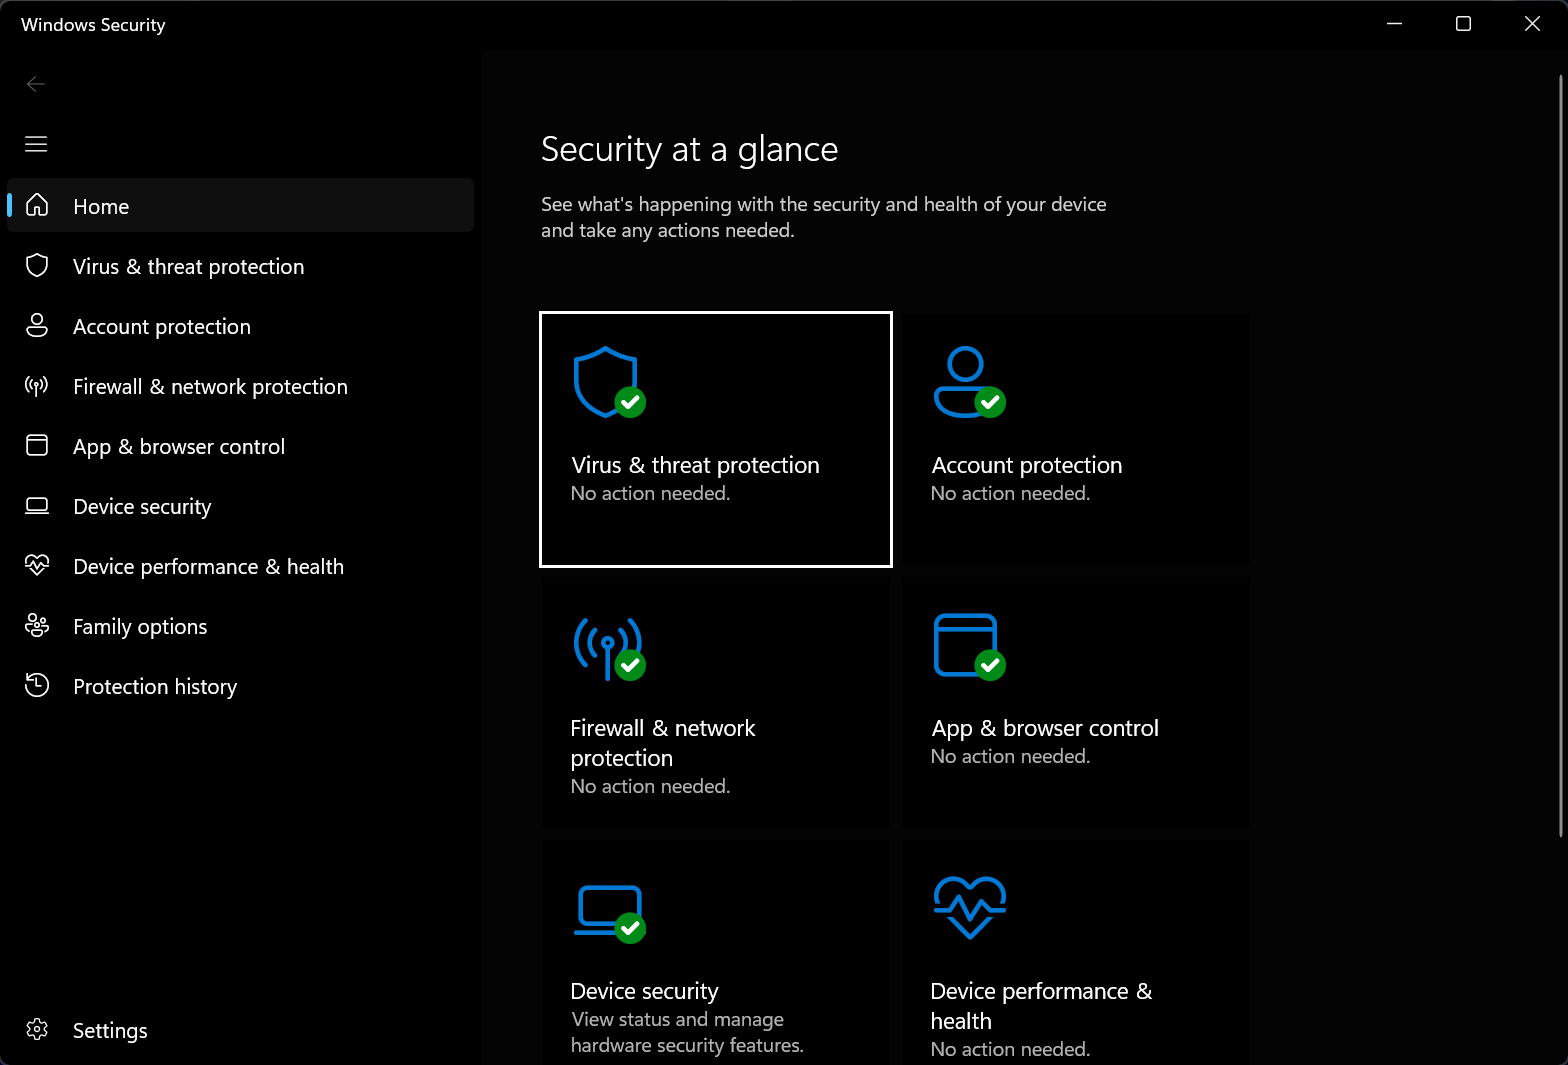 Windows Security
Home
Virus & threat protection
Account protection
Firewall & network protection
App & browser control
Device security
Device performance & health
Family options
Protection history
Settings
Security at a glance
See what's happening with the security and health of your device
and take any actions needed.
Virus & threat protection
No action needed.
Account protection
No action needed.
Firewall & network
protection
No action needed.
App & browser control
No action needed.
Device security
View status and manage
hardware security features.
Device performance &
health
No action needed.